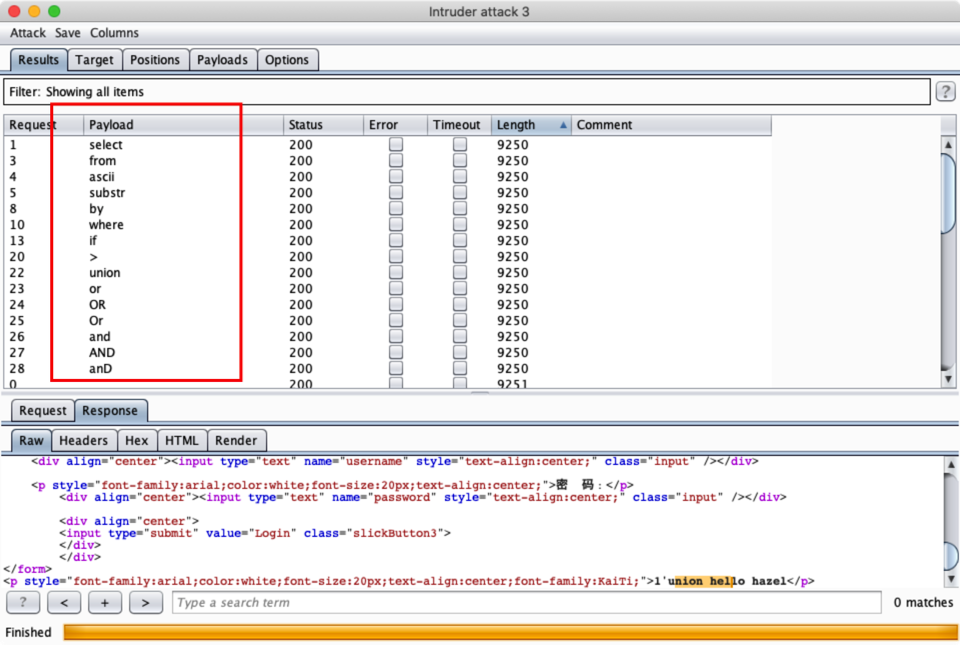 Intruder attack 3
Attack Save Columns
Results Target Positions Payloads Options
Filter: Showing all items ?
Request Payload Status Error Timeout Length Comment
1 select 200 9250
3 from 200 9250
4 ascii 200 9250
5 substr 200 9250
8 by 200 9250
10 where 200 9250
13 if 200 9250
20 > 200 9250
22 union 200 9250
23 or 200 9250
24 OR 200 9250
25 Or 200 9250
26 and 200 9250
27 AND 200 9250
28 anD 200 9250
0 200 9251
Request Response
Raw Headers Hex HTML Render
<div align="center"><input type="text" name="username" style="text-align:center;" class="input" /></div>
<p style="font-family:arial;color:white;font-size:20px;text-align:center;">密 码：</p>
<div align="center"><input type="text" name="password" style="text-align:center;" class="input" /></div>
<div align="center">
<input type="submit" value="Login" class="slickButton3">
</div>
</div>
</form>
<p style="font-family:arial;color:white;font-size:20px;text-align:center;font-family:KaiTi;">1'union hello hazel</p>
? < + > Type a search term 0 matches
Finished